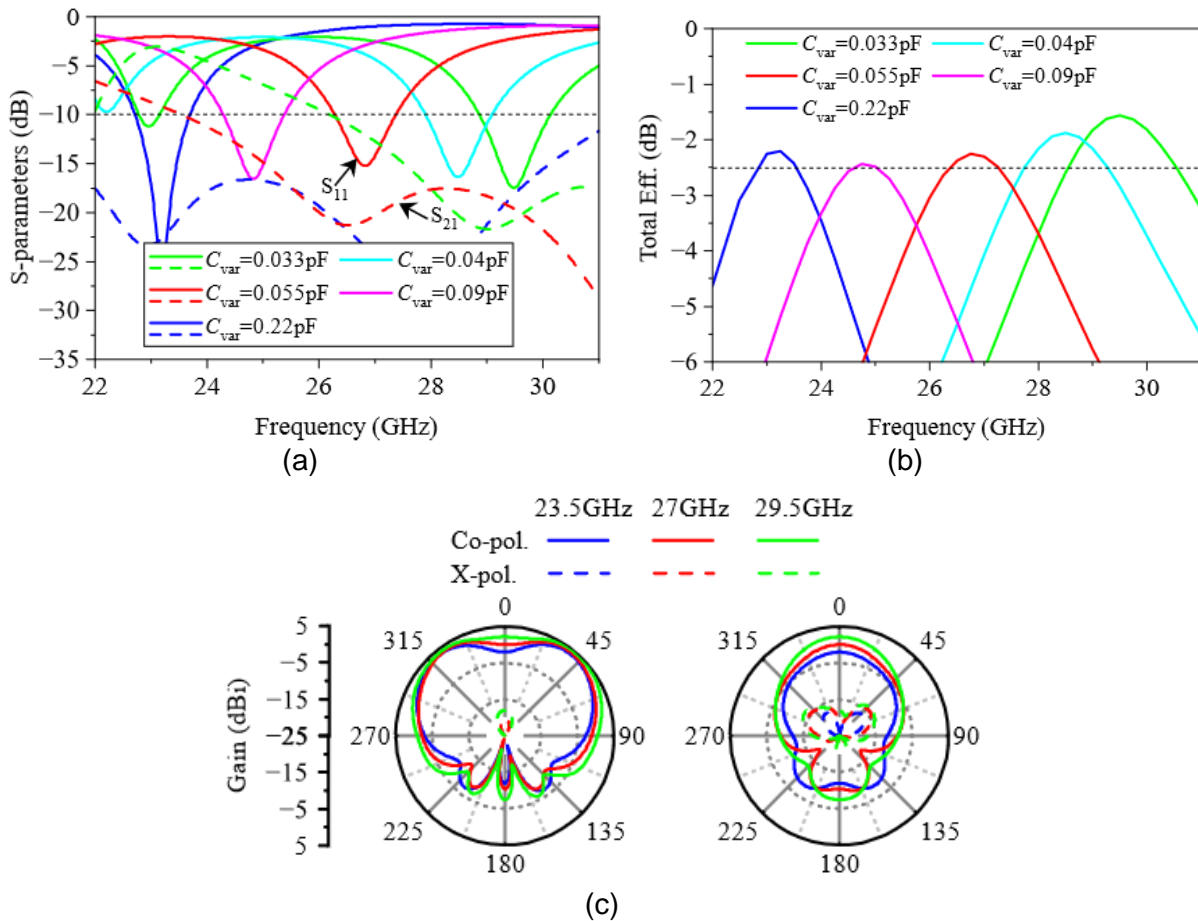 S-parameters (dB)
0
−5
−10
−15
−20
−25
−30
−35
S11
S21
Cvar=0.033pF Cvar=0.04pF
Cvar=0.055pF Cvar=0.09pF
Cvar=0.22pF
22 24 26 28 30
Frequency (GHz)
(a)
Total Eff. (dB)
0
−1
−2
−3
−4
−5
−6
Cvar=0.033pF Cvar=0.04pF
Cvar=0.055pF Cvar=0.09pF
Cvar=0.22pF
22 24 26 28 30
Frequency (GHz)
(b)
23.5GHz 27GHz 29.5GHz
Co-pol.
X-pol.
Gain (dBi)
5
−5
−15
−25
−15
−5
5
0
315 45
270 90
225 135
180
0
315 45
270 90
225 135
180
(c)